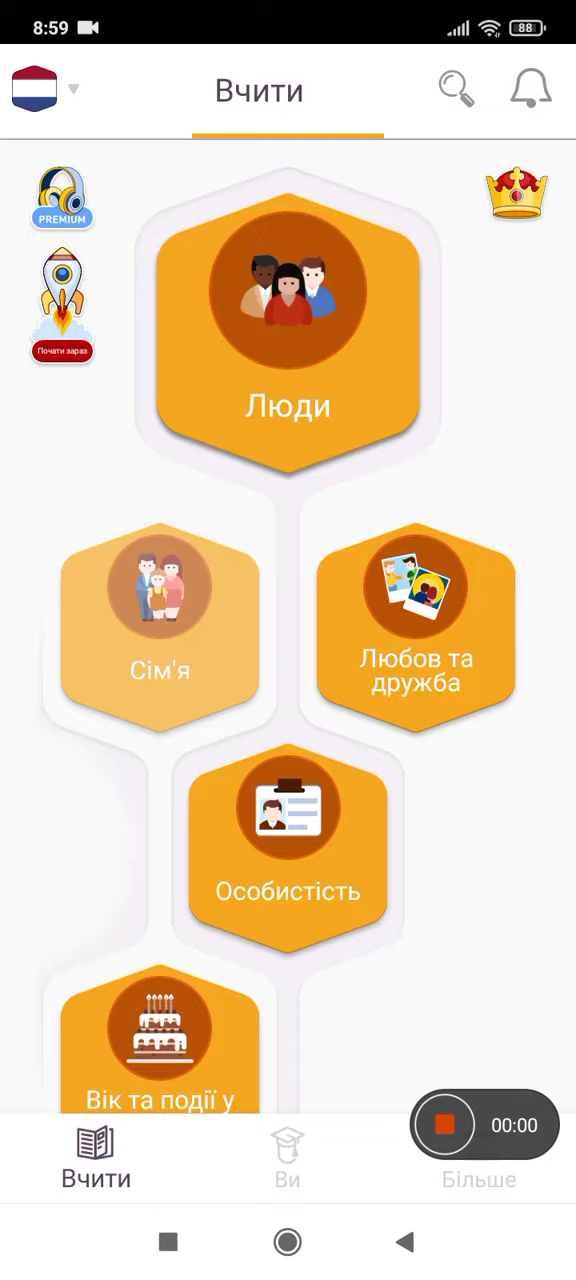 8:59
88
Вчити
PREMIUM
Почати зараз
Люди
Сім'я
Любов та
дружба
Особистість
Вік та події у
00:00
Вчити
Ви
Більше